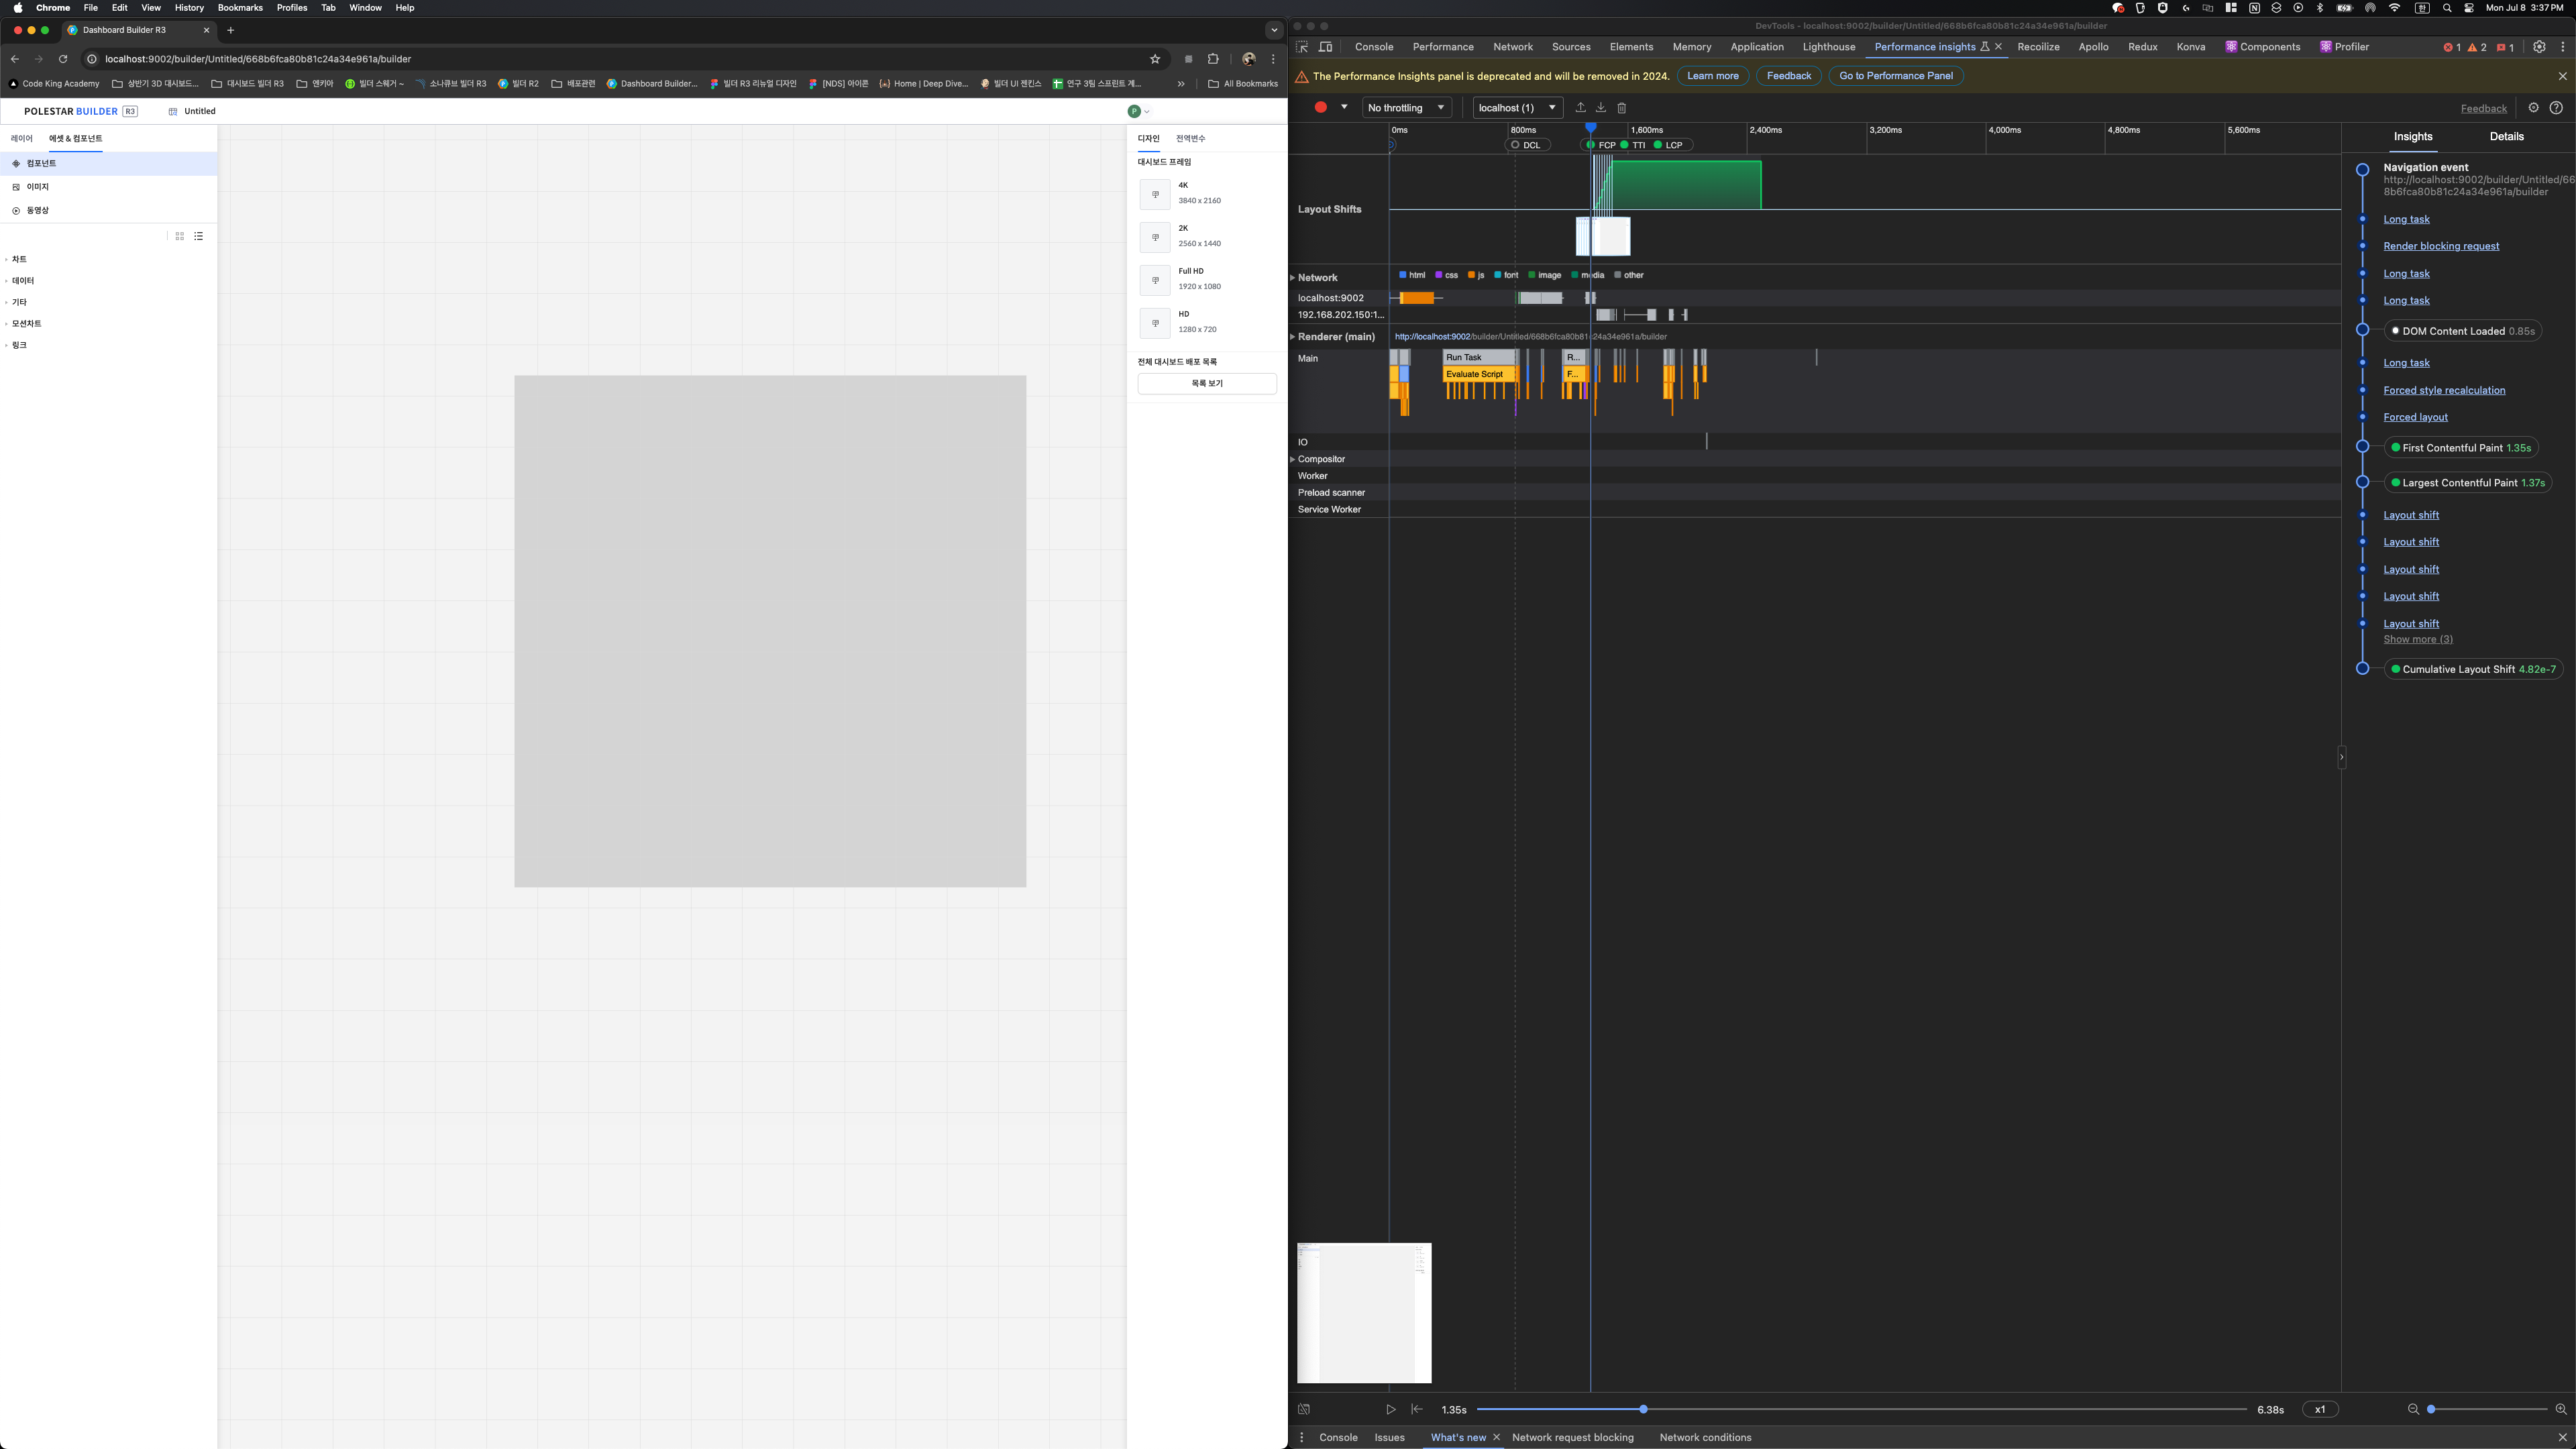 Chrome File Edit View History Bookmarks Profiles Tab Window Help
Mon Jul 8 3:37 PM
Dashboard Builder R3
localhost:9002/builder/Untitled/668b6fca80b81c24a34e961a/builder
Code King Academy 상반기 3D 대시보드... 대시보드 빌더 R3 엔키아 빌더 스웨거 ~ 소나큐브 빌더 R3 빌더 R2 배포관련 Dashboard Builder... 빌더 R3 리뉴얼 디자인 [NDS] 아이콘 Home | Deep Dive... 빌더 UI 젠킨스 연구 3팀 스프린트 계... All Bookmarks
POLESTAR BUILDER R3 Untitled P
레이어 에셋 & 컴포넌트
컴포넌트
이미지
동영상
차트
데이터
기타
모션차트
링크
디자인 전역변수
대시보드 프레임
4K
3840 x 2160
2K
2560 x 1440
Full HD
1920 x 1080
HD
1280 x 720
전체 대시보드 배포 목록
목록 보기
DevTools - localhost:9002/builder/Untitled/668b6fca80b81c24a34e961a/builder
Console Performance Network Sources Elements Memory Application Lighthouse Performance insights Recoilize Apollo Redux Konva Components Profiler 1 2 1
The Performance Insights panel is deprecated and will be removed in 2024. Learn more Feedback Go to Performance Panel
No throttling localhost (1) Feedback
0ms 800ms 1,600ms 2,400ms 3,200ms 4,000ms 4,800ms 5,600ms
DCL FCP TTI LCP
Layout Shifts
Network html css js font image media other
localhost:9002
192.168.202.150:1...
Renderer (main) http://localhost:9002/builder/Untitled/668b6fca80b81c24a34e961a/builder
Main Run Task R...
Evaluate Script F...
IO
Compositor
Worker
Preload scanner
Service Worker
Insights Details
Navigation event
http://localhost:9002/builder/Untitled/66
8b6fca80b81c24a34e961a/builder
Long task
Render blocking request
Long task
Long task
DOM Content Loaded 0.85s
Long task
Forced style recalculation
Forced layout
First Contentful Paint 1.35s
Largest Contentful Paint 1.37s
Layout shift
Layout shift
Layout shift
Layout shift
Layout shift
Show more (3)
Cumulative Layout Shift 4.82e-7
1.35s 6.38s x1
Console Issues What's new Network request blocking Network conditions